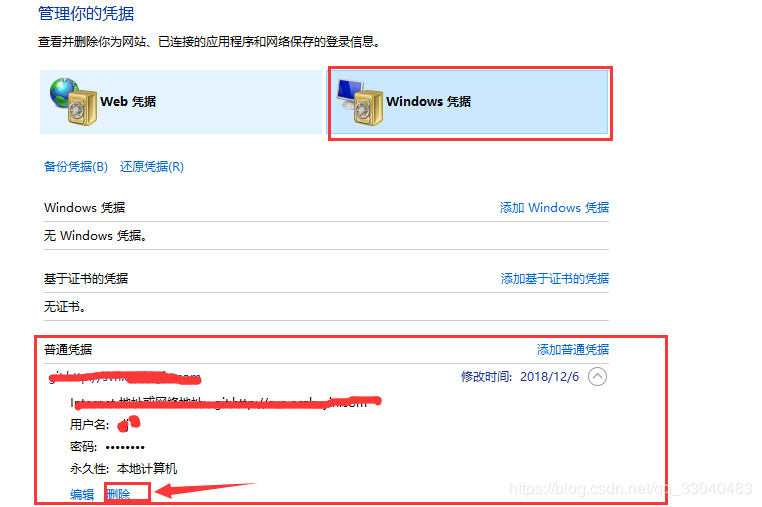 管理你的凭据
查看并删除你为网站、已连接的应用程序和网络保存的登录信息。
Web 凭据 Windows 凭据
备份凭据(B) 还原凭据(R)
Windows 凭据 添加 Windows 凭据
无 Windows 凭据。
基于证书的凭据 添加基于证书的凭据
无证书。
普通凭据 添加普通凭据
修改时间: 2018/12/6
Internet 地址或网络地址:
用户名:
密码: ••••••••
永久性: 本地计算机
编辑 删除
https://blog.csdn.net/qq_33040483